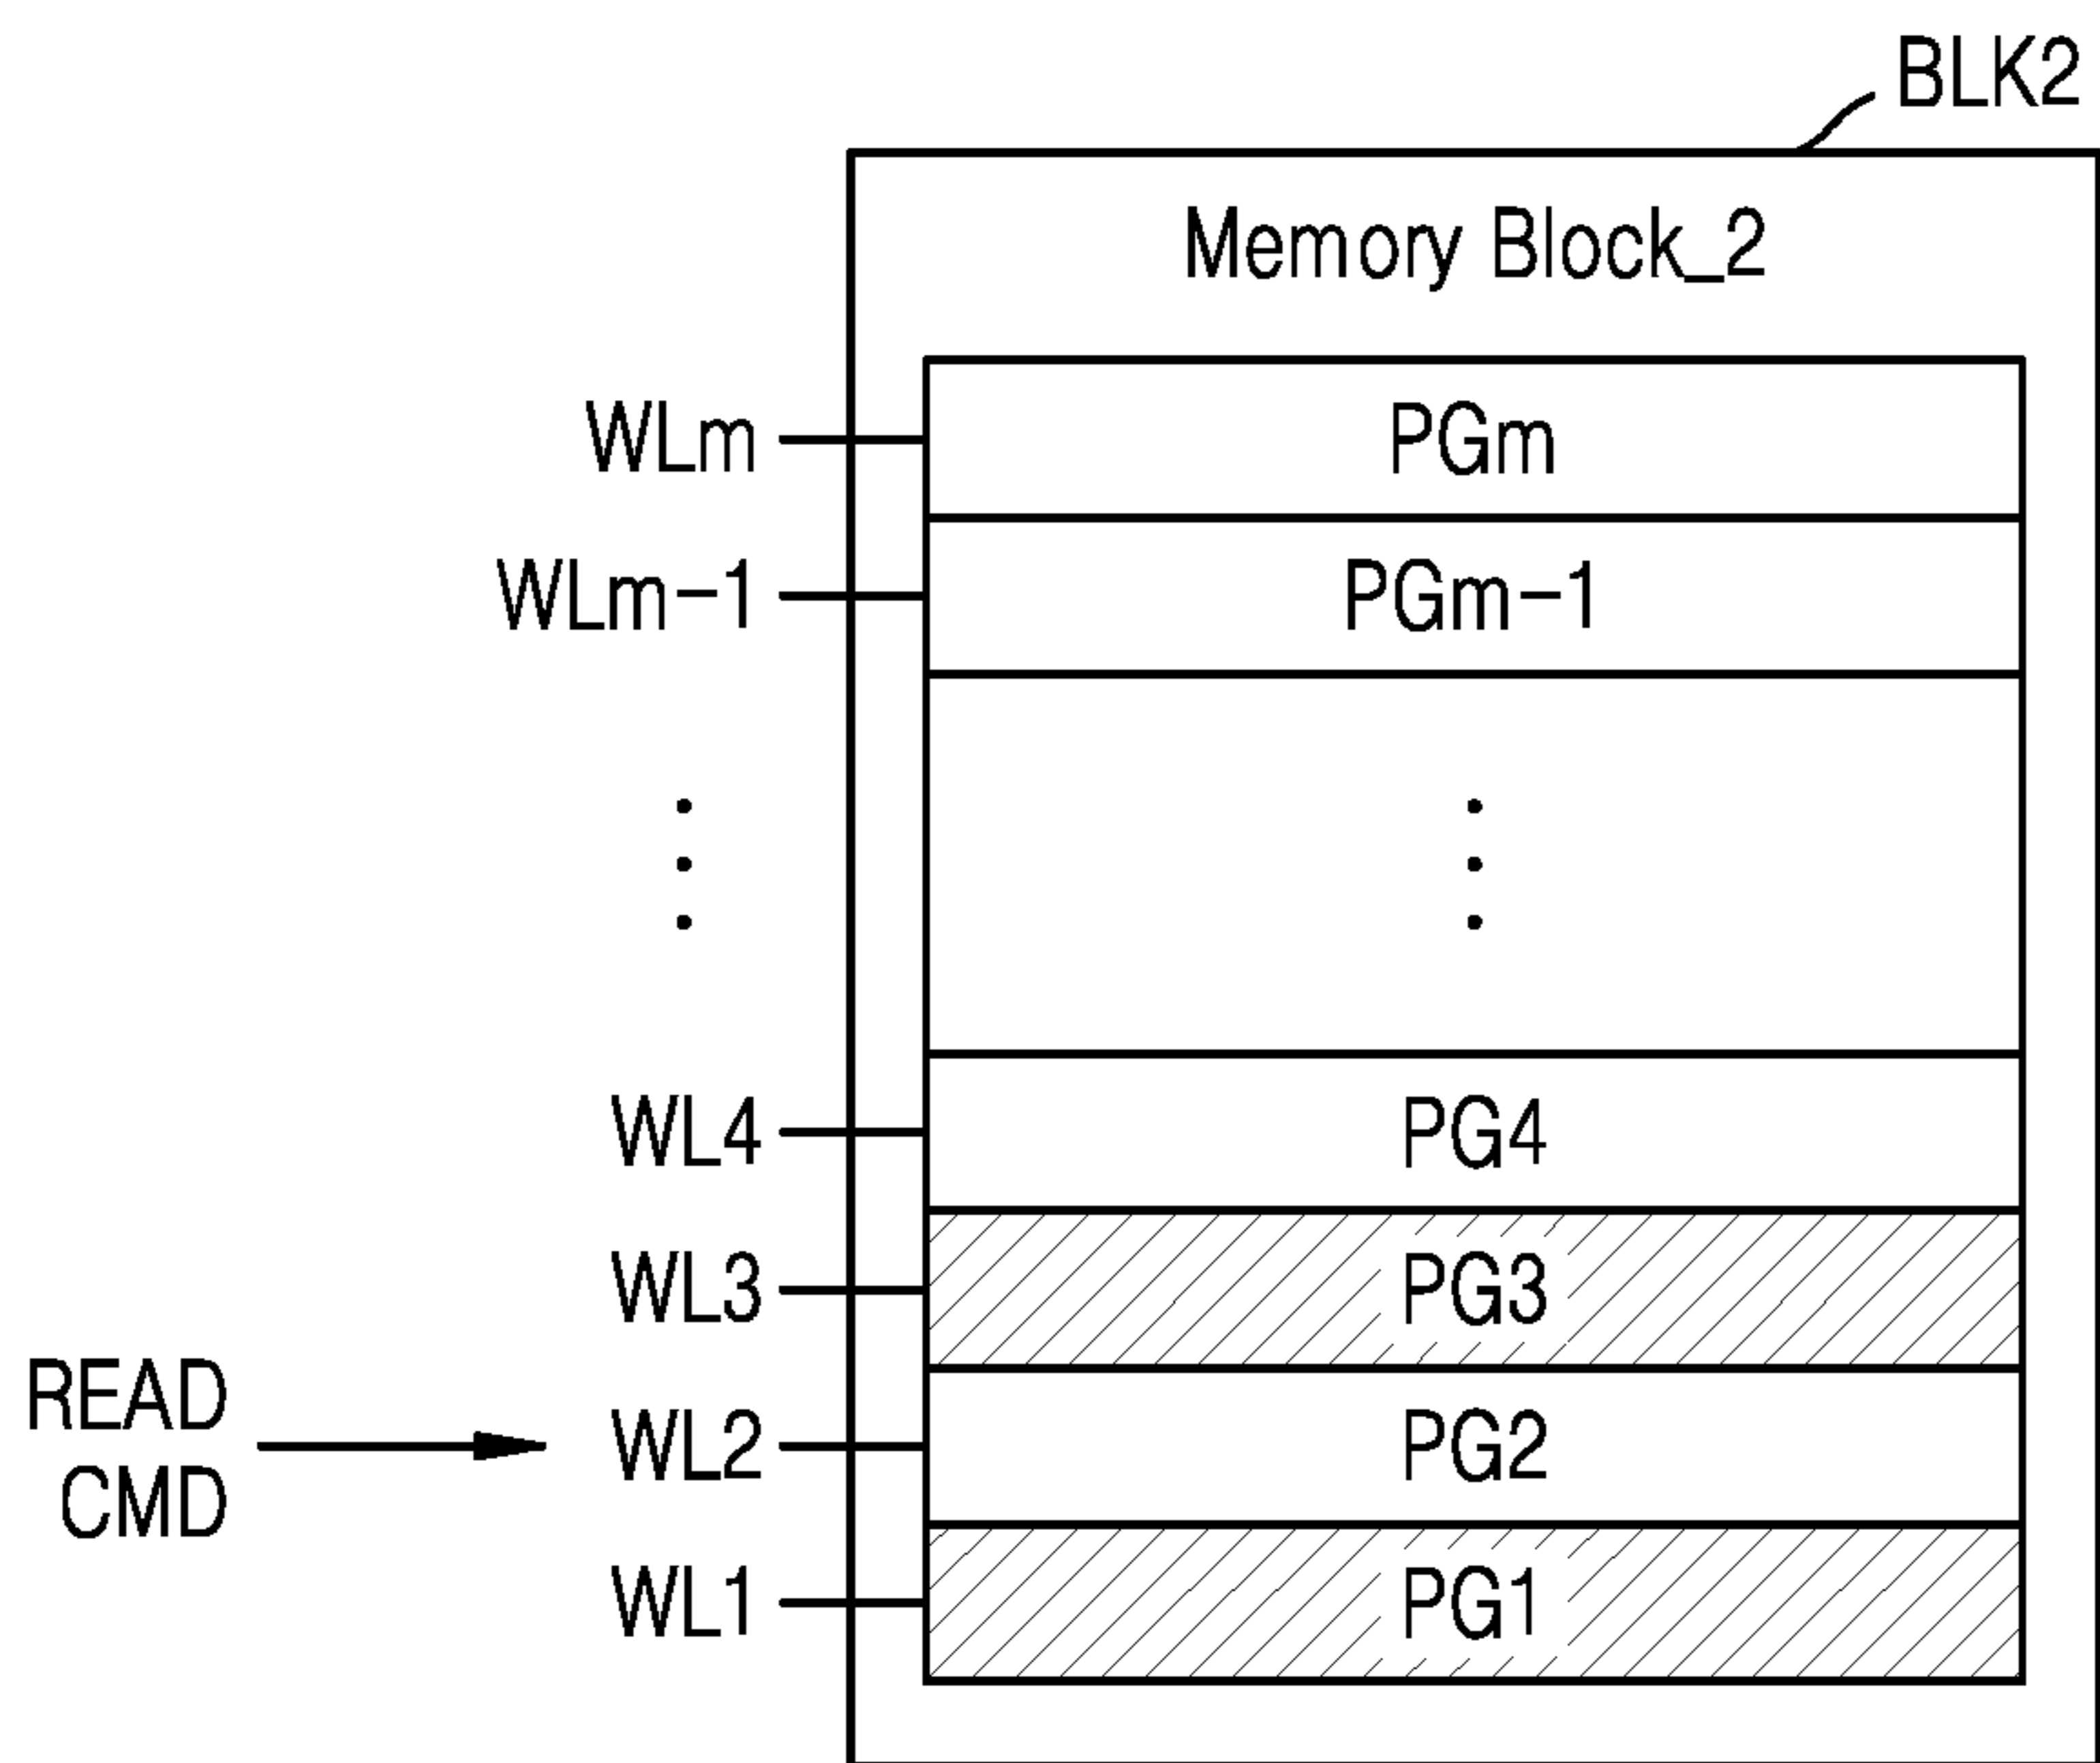 BLK2
Memory Block_2
WLm PGm
WLm-1 PGm-1
WL4 PG4
WL3 PG3
READ
CMD
WL2 PG2
WL1 PG1